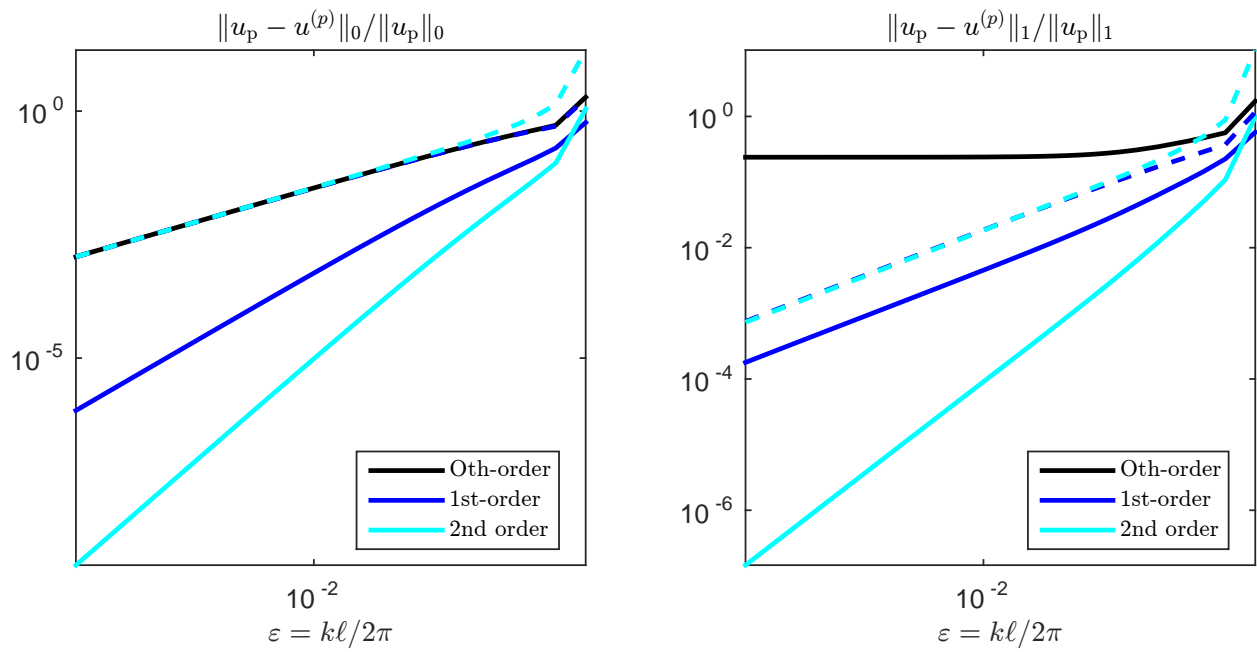 ‖u_p − u^{(p)}‖_0/‖u_p‖_0
10^0
10^{-5}
Oth-order
1st-order
2nd order
10^{-2}
ε = kℓ/2π
‖u_p − u^{(p)}‖_1/‖u_p‖_1
10^0
10^{-2}
10^{-4}
10^{-6}
Oth-order
1st-order
2nd order
10^{-2}
ε = kℓ/2π